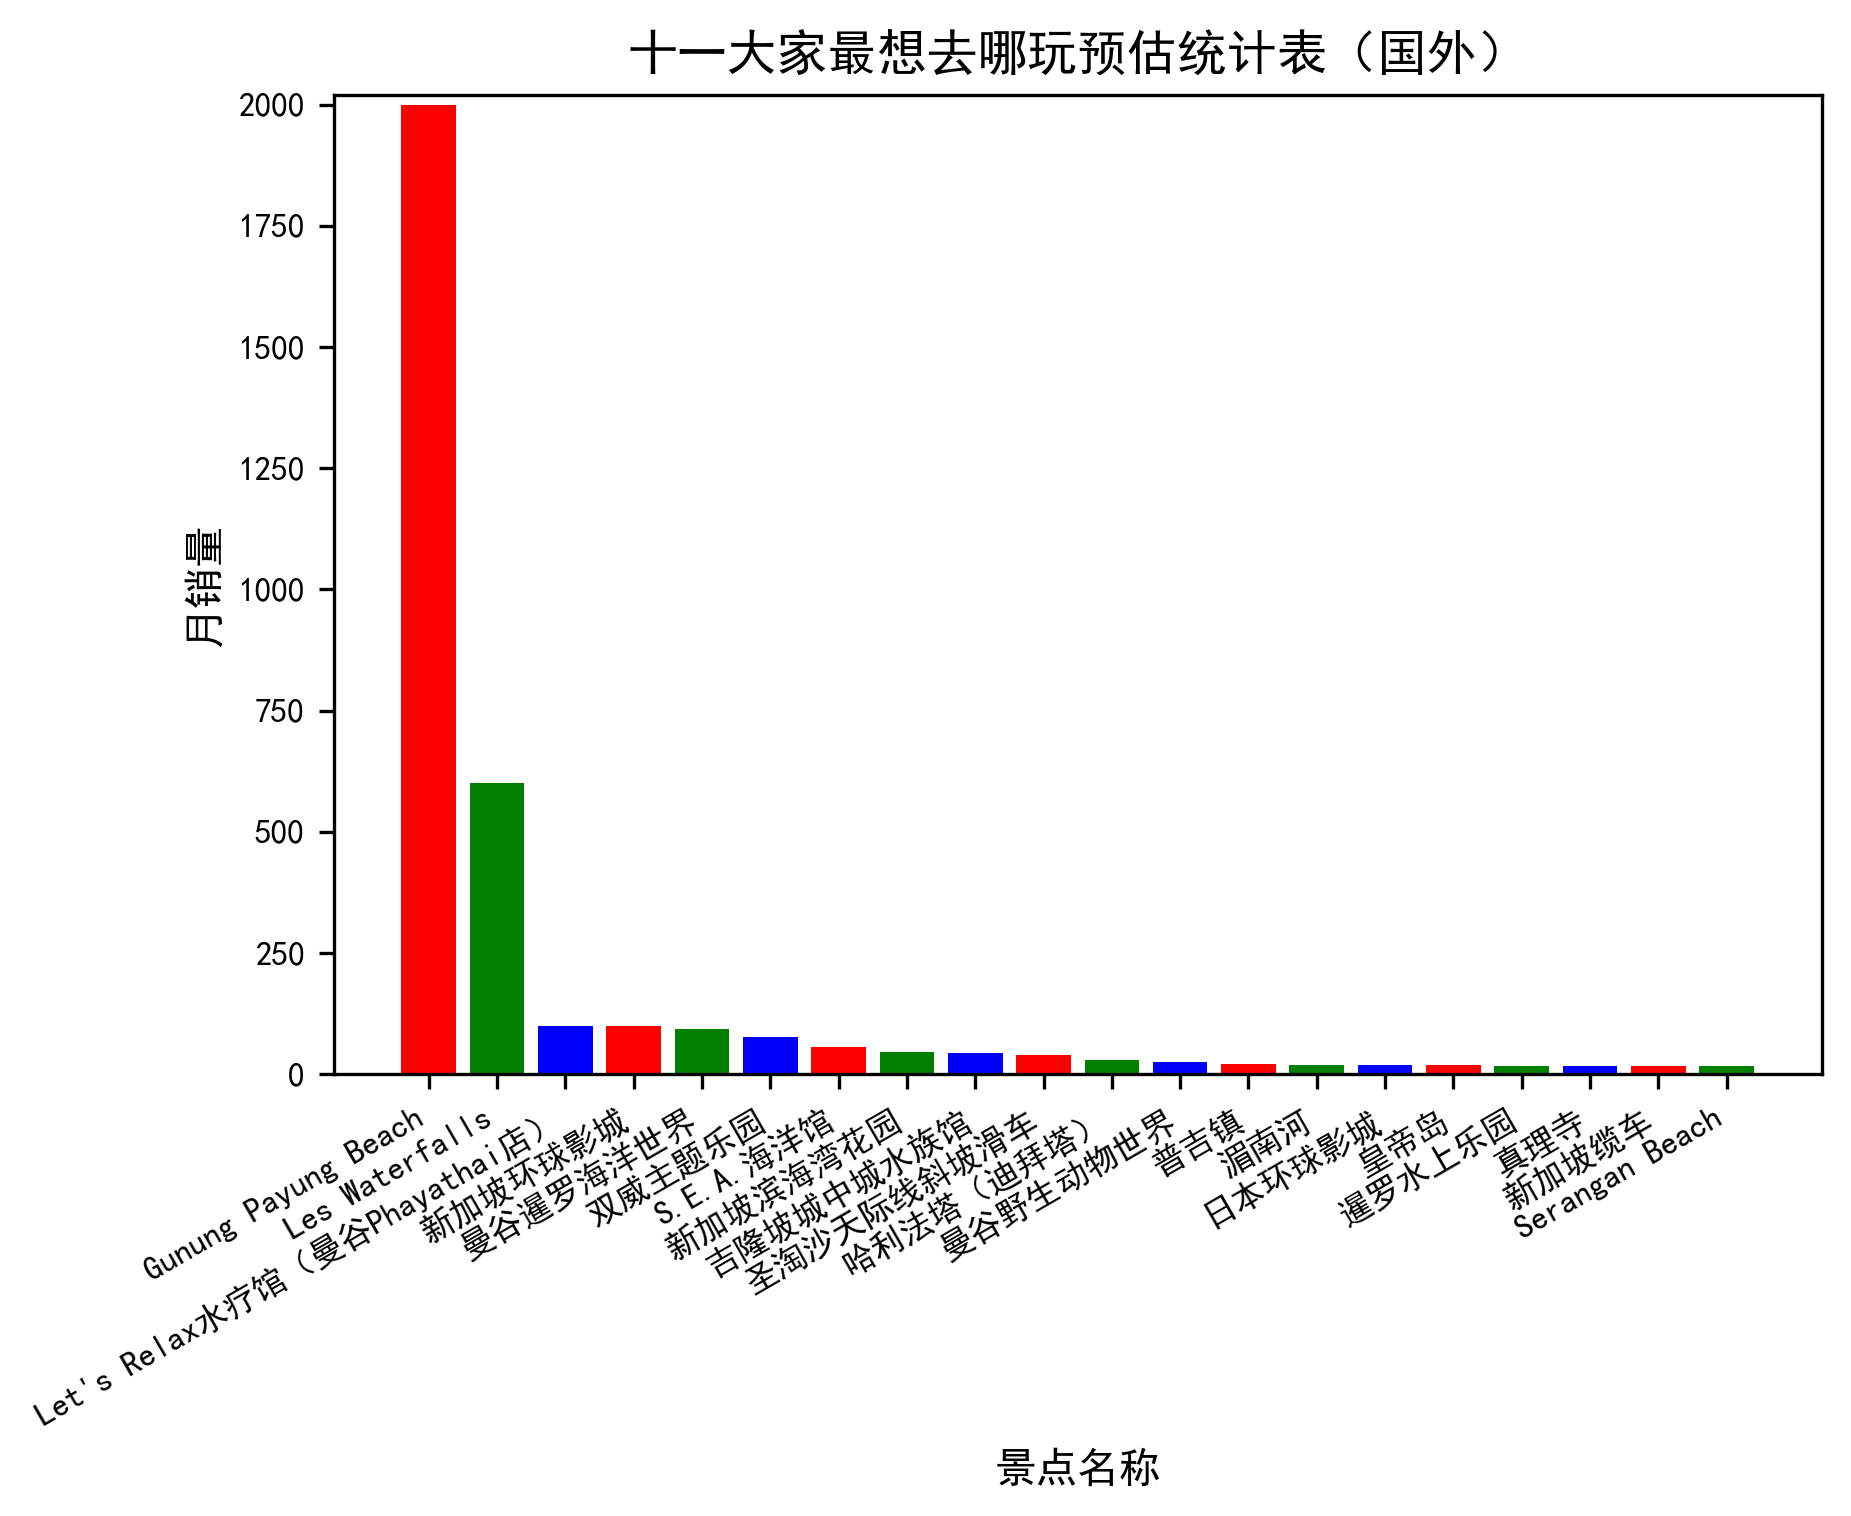 十一大家最想去哪玩预估统计表（国外）
2000
1750
1500
1250
1000
750
500
250
0
月销量
Gunung Payung Beach
Les Waterfalls
Let's Relax水疗馆（曼谷Phayathai店）
新加坡环球影城
曼谷暹罗海洋世界
双威主题乐园
S.E.A.海洋馆
新加坡滨海湾花园
吉隆坡城中城水族馆
圣淘沙天际线斜坡滑车
哈利法塔（迪拜塔）
曼谷野生动物世界
普吉镇
湄南河
日本环球影城
皇帝岛
暹罗水上乐园
真理寺
新加坡缆车
Serangan Beach
景点名称